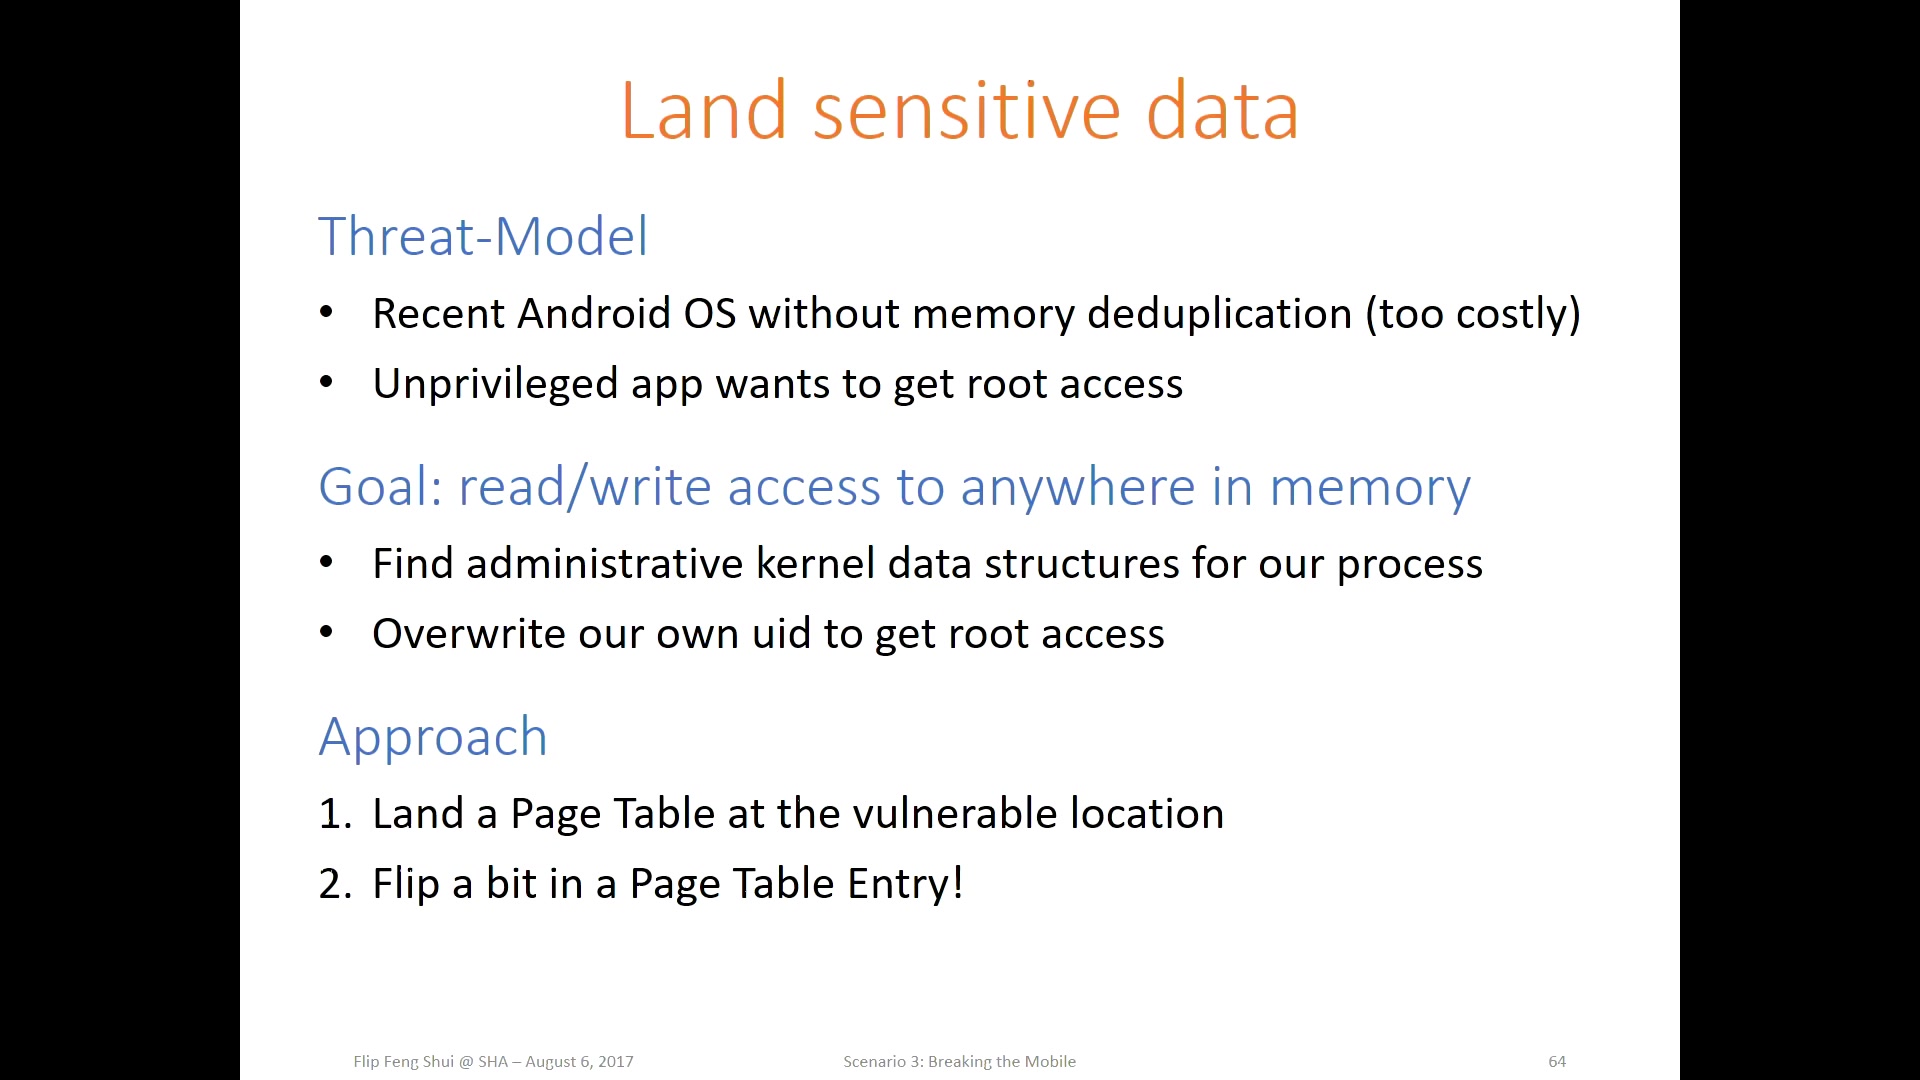 Land sensitive data
Threat-Model
• Recent Android OS without memory deduplication (too costly)
• Unprivileged app wants to get root access
Goal: read/write access to anywhere in memory
• Find administrative kernel data structures for our process
• Overwrite our own uid to get root access
Approach
1. Land a Page Table at the vulnerable location
2. Flip a bit in a Page Table Entry!
Flip Feng Shui @ SHA – August 6, 2017
Scenario 3: Breaking the Mobile
64